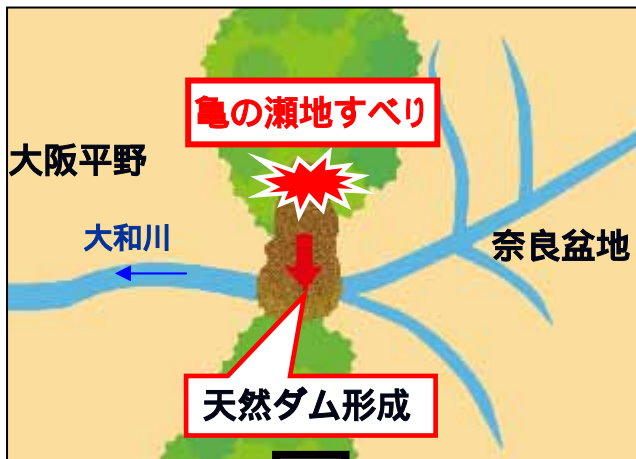 亀の瀬地すべり
大阪平野
大和川
奈良盆地
天然ダム形成